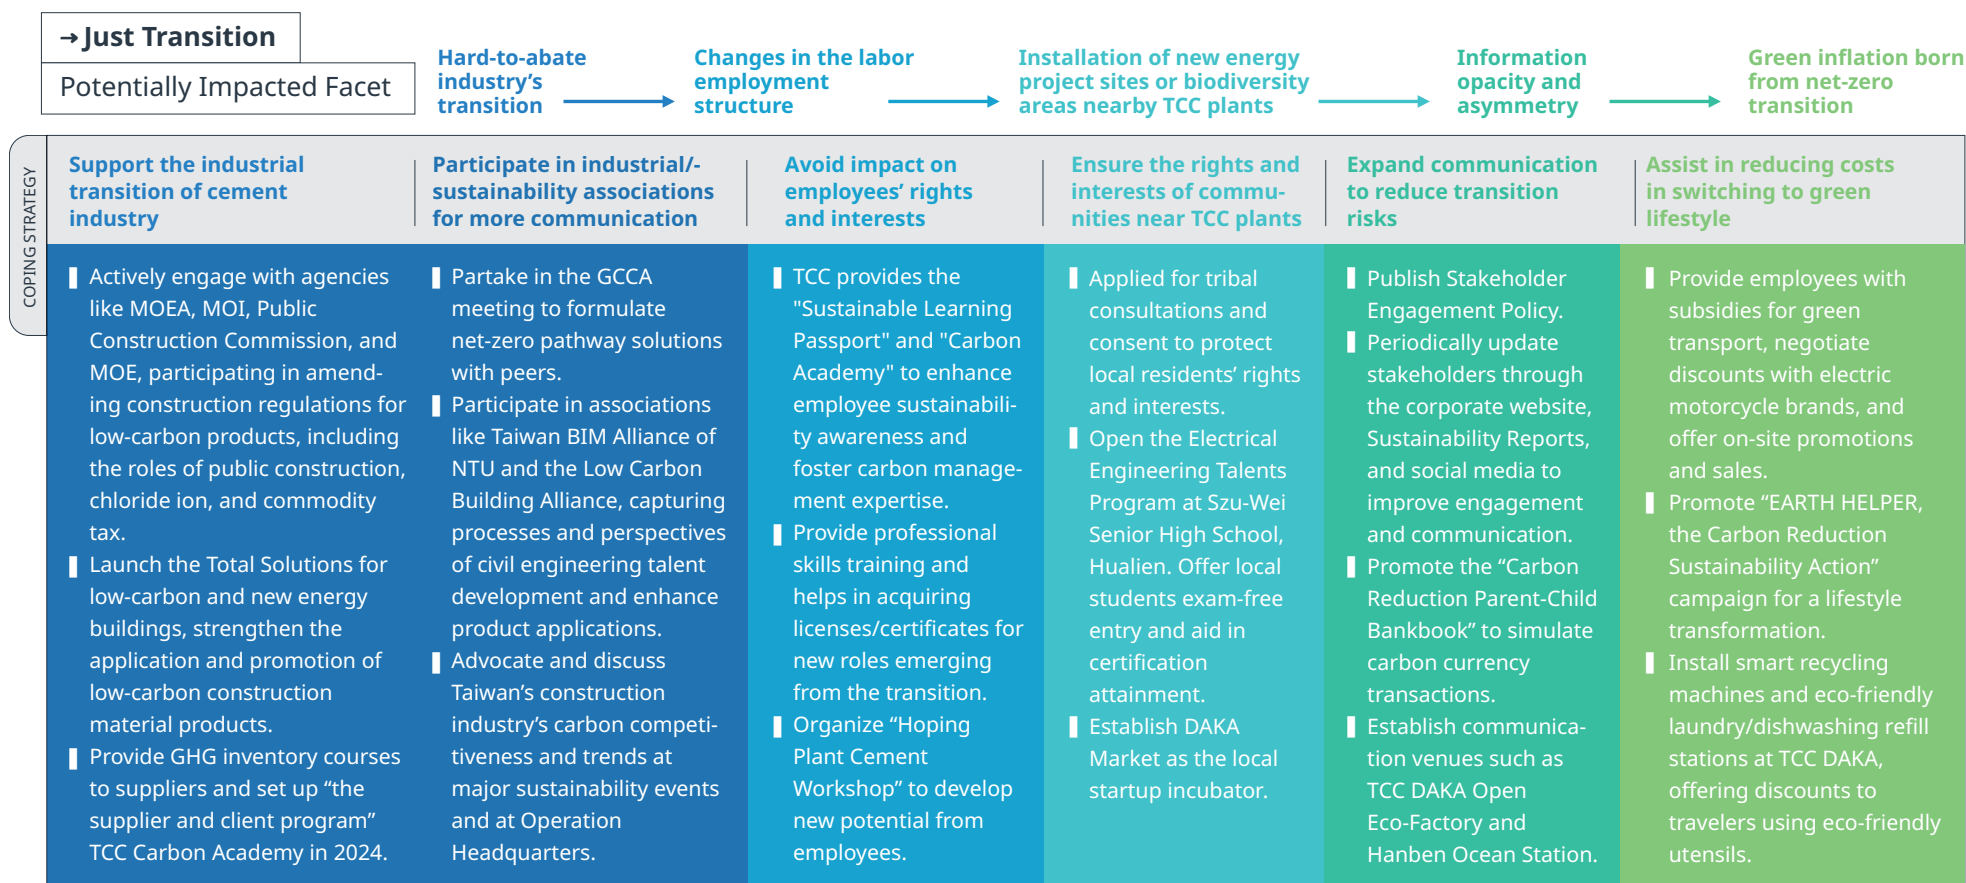 → Just Transition
Potentially Impacted Facet
Hard-to-abate
industry’s
transition
Changes in the labor
employment
structure
Installation of new energy
project sites or biodiversity
areas nearby TCC plants
Information
opacity and
asymmetry
Green inflation born
from net-zero
transition
COPING STRATEGY
Support the industrial
transition of cement
industry
Participate in industrial/-
sustainability associations
for more communication
Avoid impact on
employees’ rights
and interests
Ensure the rights and
interests of commu-
nities near TCC plants
Expand communication
to reduce transition
risks
Assist in reducing costs
in switching to green
lifestyle
Actively engage with agencies
like MOEA, MOI, Public
Construction Commission, and
MOE, participating in amend-
ing construction regulations for
low-carbon products, including
the roles of public construction,
chloride ion, and commodity
tax.
Launch the Total Solutions for
low-carbon and new energy
buildings, strengthen the
application and promotion of
low-carbon construction
material products.
Provide GHG inventory courses
to suppliers and set up “the
supplier and client program”
TCC Carbon Academy in 2024.
Partake in the GCCA
meeting to formulate
net-zero pathway solutions
with peers.
Participate in associations
like Taiwan BIM Alliance of
NTU and the Low Carbon
Building Alliance, capturing
processes and perspectives
of civil engineering talent
development and enhance
product applications.
Advocate and discuss
Taiwan’s construction
industry’s carbon competi-
tiveness and trends at
major sustainability events
and at Operation
Headquarters.
TCC provides the
"Sustainable Learning
Passport" and "Carbon
Academy" to enhance
employee sustainabili-
ty awareness and
foster carbon manage-
ment expertise.
Provide professional
skills training and
helps in acquiring
licenses/certificates for
new roles emerging
from the transition.
Organize “Hoping
Plant Cement
Workshop” to develop
new potential from
employees.
Applied for tribal
consultations and
consent to protect
local residents’ rights
and interests.
Open the Electrical
Engineering Talents
Program at Szu-Wei
Senior High School,
Hualien. Offer local
students exam-free
entry and aid in
certification
attainment.
Establish DAKA
Market as the local
startup incubator.
Publish Stakeholder
Engagement Policy.
Periodically update
stakeholders through
the corporate website,
Sustainability Reports,
and social media to
improve engagement
and communication.
Promote the “Carbon
Reduction Parent-Child
Bankbook” to simulate
carbon currency
transactions.
Establish communica-
tion venues such as
TCC DAKA Open
Eco-Factory and
Hanben Ocean Station.
Provide employees with
subsidies for green
transport, negotiate
discounts with electric
motorcycle brands, and
offer on-site promotions
and sales.
Promote “EARTH HELPER,
the Carbon Reduction
Sustainability Action”
campaign for a lifestyle
transformation.
Install smart recycling
machines and eco-friendly
laundry/dishwashing refill
stations at TCC DAKA,
offering discounts to
travelers using eco-friendly
utensils.